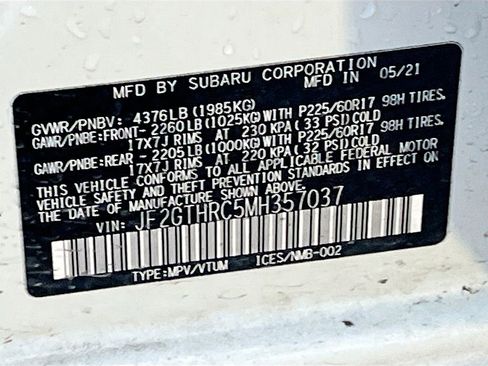 MFD BY SUBARU CORPORATION
MFD IN 05/21
GVWR/PNBV: 4376LB(1985KG)
GAWR/PNBE:FRONT- 2260LB(1025KG)WITH P225/60R17 98H TIRES.
17X7J RIMS AT 230 KPA (33 PSI) COLD
GAWR/PNBE:REAR - 2205LB(1000KG)WITH P225/60R17 98H TIRES.
17X7J RIMS AT 220 KPA (32 PSI) COLD
THIS VEHICLE CONFORMS TO ALL APPLICABLE FEDERAL MOTOR
VEHICLE SAFETY AND THEFT PREVENTION STANDARDS IN EFFECT ON
THE DATE OF MANUFACTURE SHOWN ABOVE.
VIN: JF2GTHRC5MH357037
TYPE:MPV/VTUM ICES/NMB-002